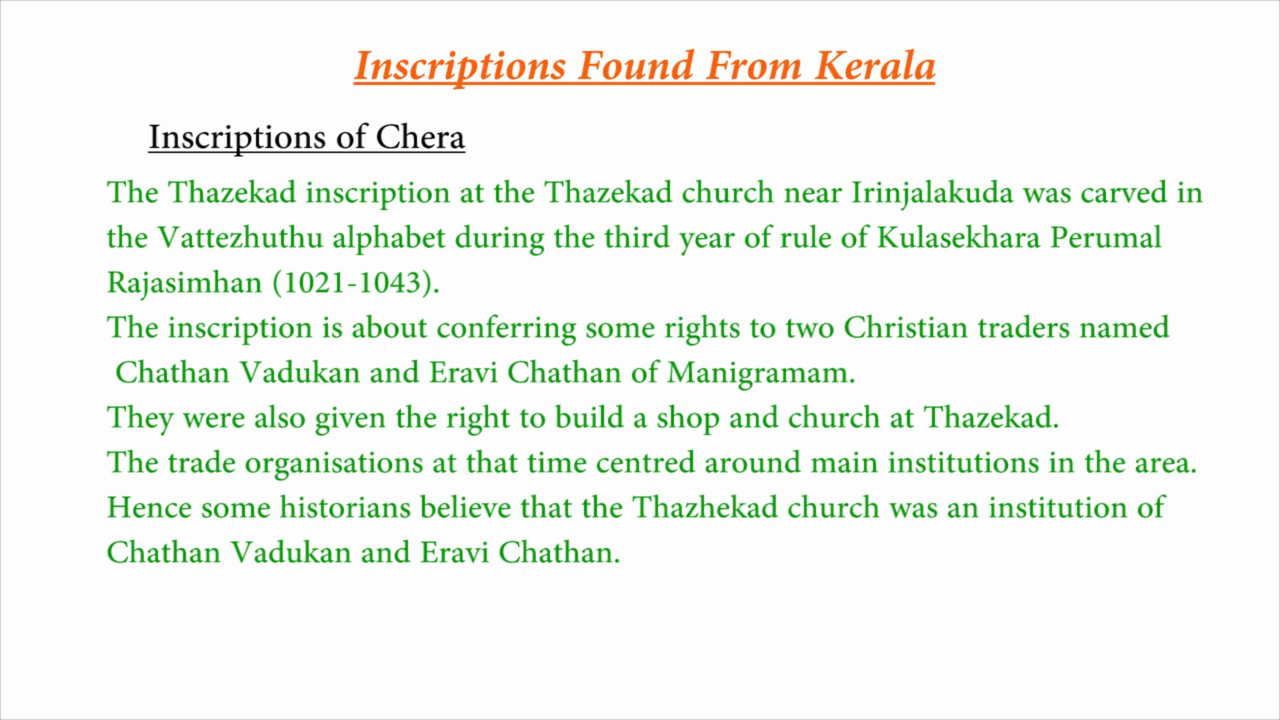 Inscriptions Found From Kerala
Inscriptions of Chera
The Thazekad inscription at the Thazekad church near Irinjalakuda was carved in
the Vattezhuthu alphabet during the third year of rule of Kulasekhara Perumal
Rajasimhan (1021-1043).
The inscription is about conferring some rights to two Christian traders named
Chathan Vadukan and Eravi Chathan of Manigramam.
They were also given the right to build a shop and church at Thazekad.
The trade organisations at that time centred around main institutions in the area.
Hence some historians believe that the Thazhekad church was an institution of
Chathan Vadukan and Eravi Chathan.